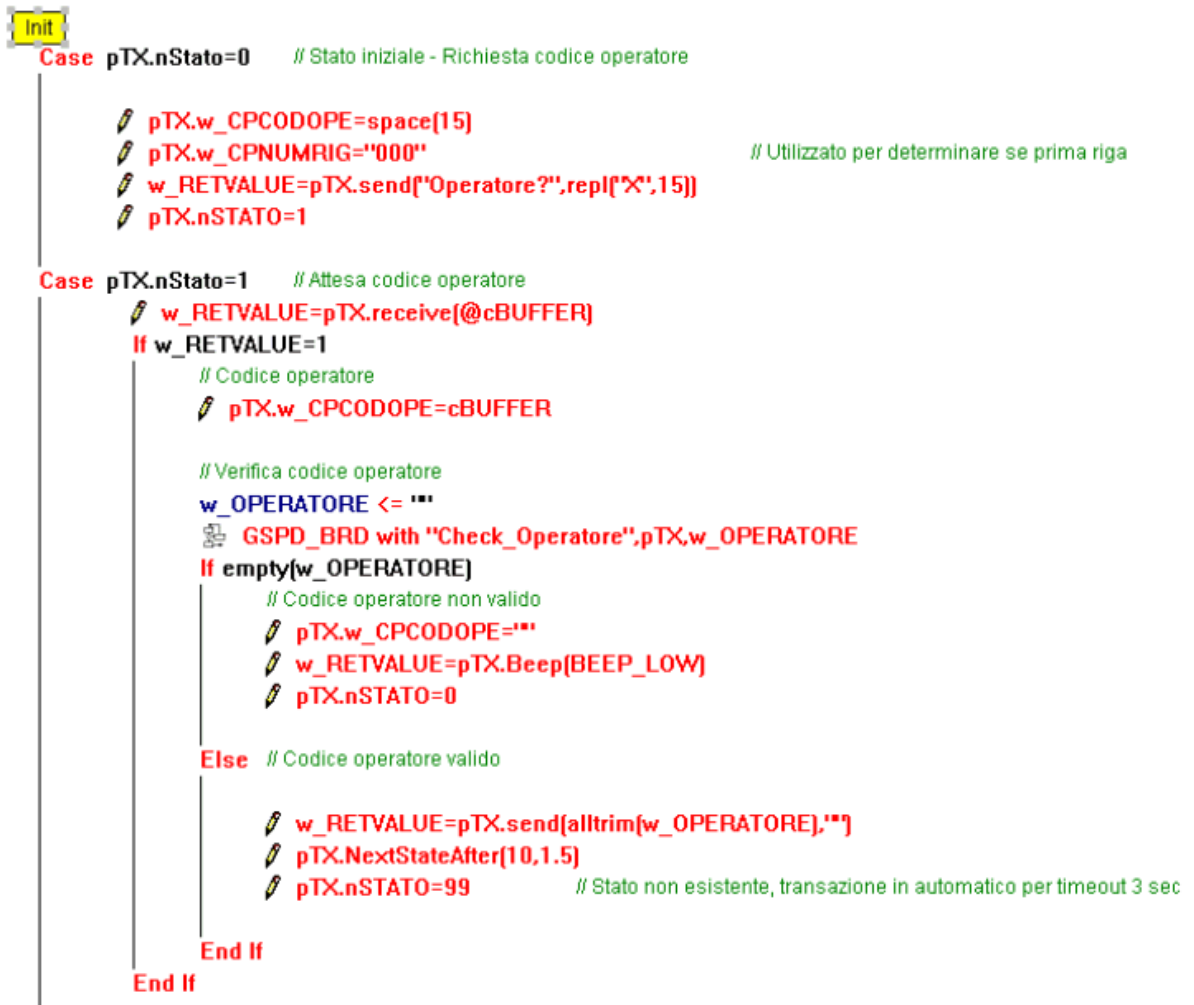 Init
Case pTX.nStato=0 // Stato iniziale - Richiesta codice operatore
pTX.w_CPCODOPE=space(15)
pTX.w_CPNUMRIG="000" // Utilizzato per determinare se prima riga
w_RETVALUE=pTX.send("Operatore?",repl("X",15))
pTX.nSTATO=1
Case pTX.nStato=1 // Attesa codice operatore
w_RETVALUE=pTX.receive(@cBUFFER)
If w_RETVALUE=1
// Codice operatore
pTX.w_CPCODOPE=cBUFFER
// Verifica codice operatore
w_OPERATORE <= ""
GSPD_BRD with "Check_Operatore",pTX,w_OPERATORE
If empty(w_OPERATORE)
// Codice operatore non valido
pTX.w_CPCODOPE=""
w_RETVALUE=pTX.Beep(BEEP_LOW)
pTX.nSTATO=0
Else // Codice operatore valido
w_RETVALUE=pTX.send(alltrim(w_OPERATORE),"")
pTX.NextStateAfter(10,1.5)
pTX.nSTATO=99 // Stato non esistente, transazione in automatico per timeout 3 sec
End If
End If